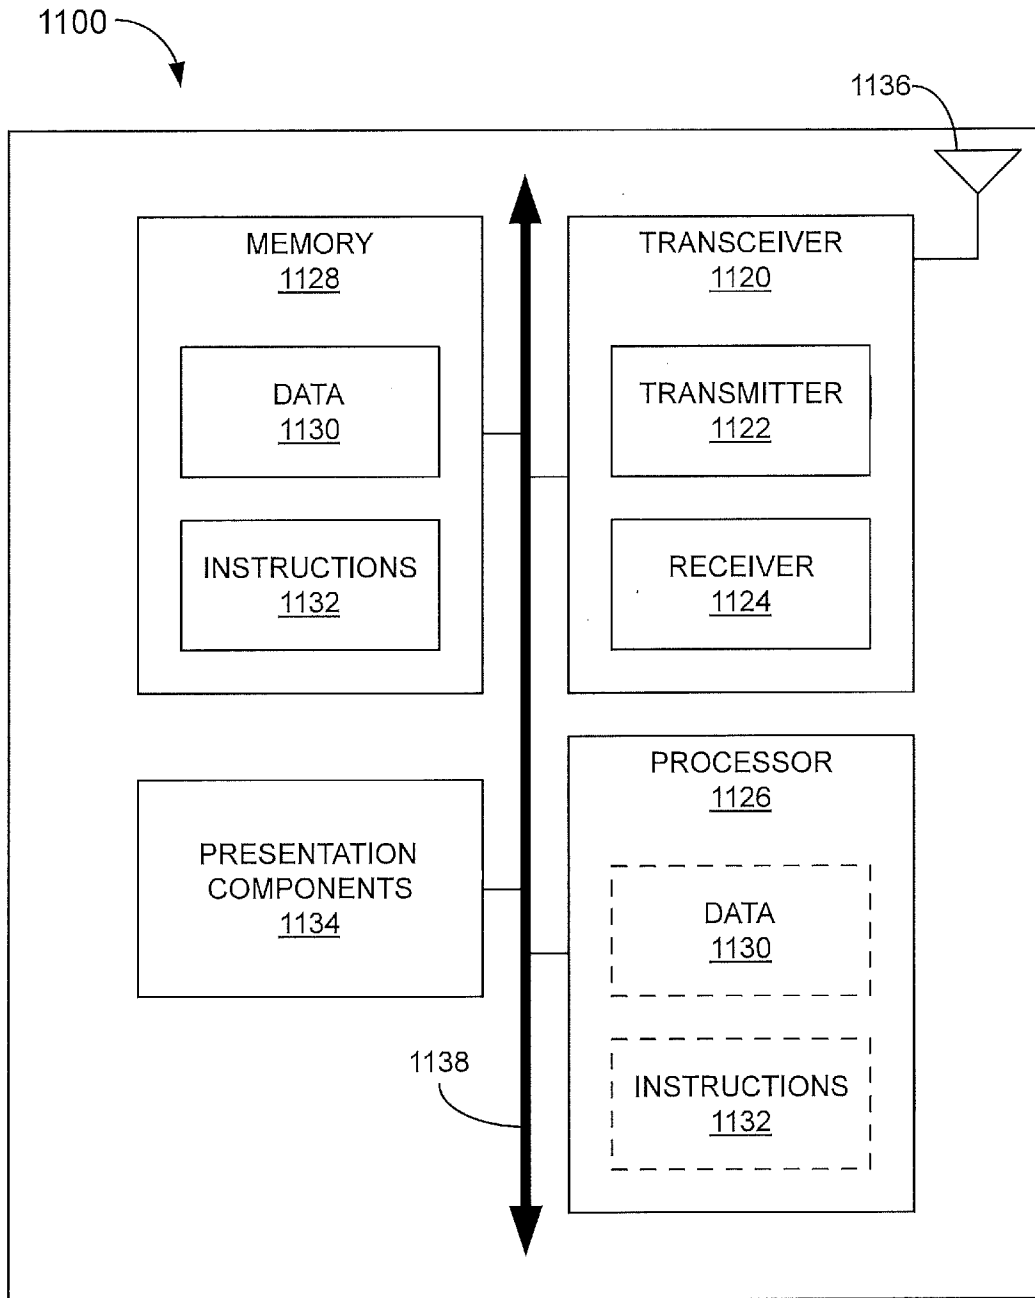 1100
1136
MEMORY
1128
DATA
1130
INSTRUCTIONS
1132
TRANSCEIVER
1120
TRANSMITTER
1122
RECEIVER
1124
PRESENTATION
COMPONENTS
1134
PROCESSOR
1126
DATA
1130
INSTRUCTIONS
1132
1138